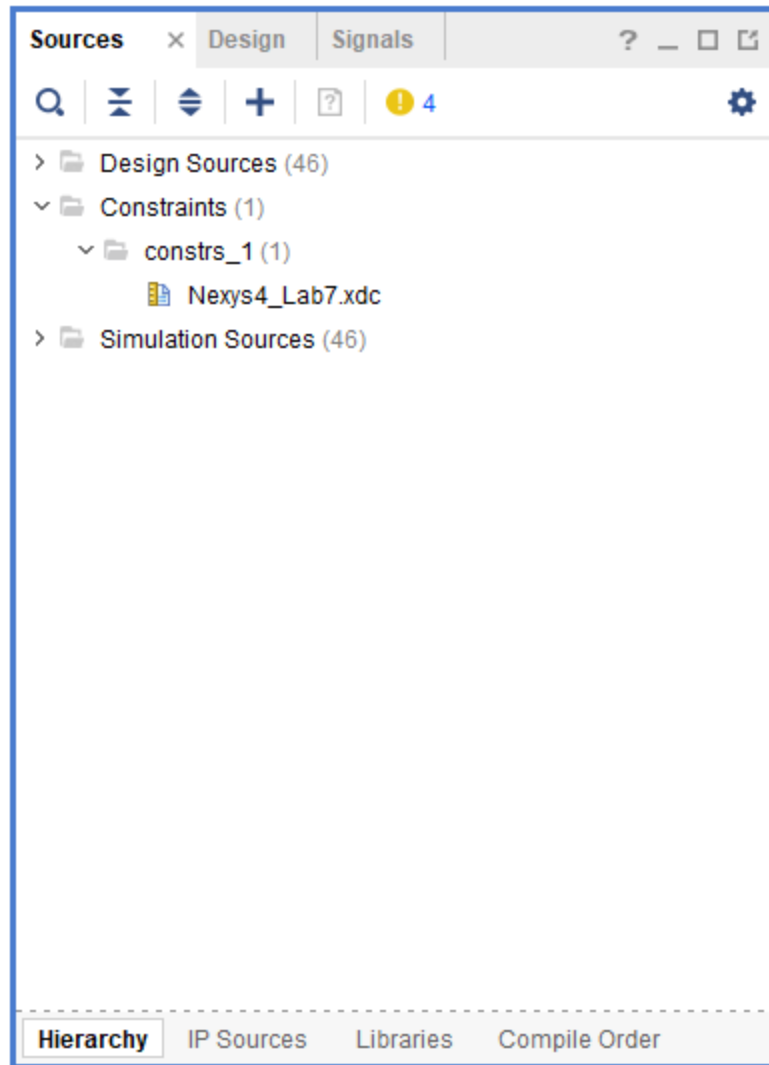 Sources × Design Signals ?
4
Design Sources (46)
Constraints (1)
constrs_1 (1)
Nexys4_Lab7.xdc
Simulation Sources (46)
Hierarchy IP Sources Libraries Compile Order